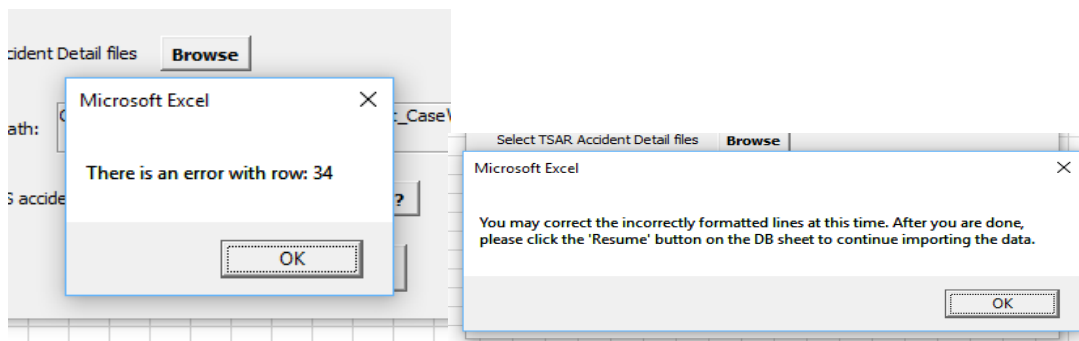 cident Detail files Browse
Microsoft Excel
ath:
t_Case\
There is an error with row: 34
S accide
?
OK
Select TSAR Accident Detail files Browse
Microsoft Excel
You may correct the incorrectly formatted lines at this time. After you are done,
please click the 'Resume' button on the DB sheet to continue importing the data.
OK